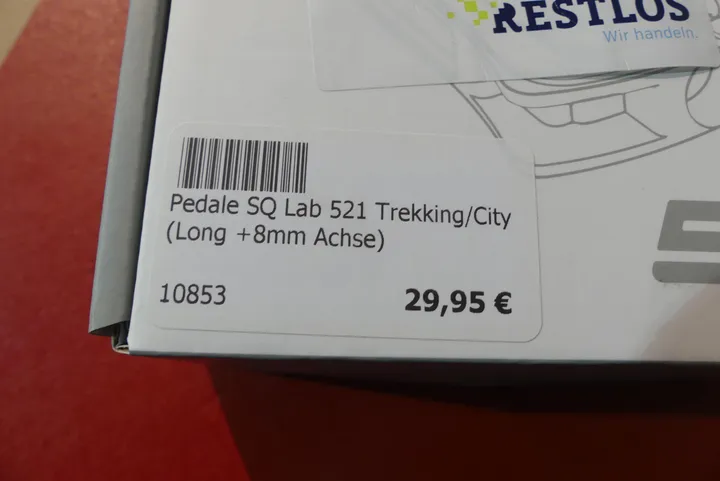 RESTLOS
Wir handeln.
Pedale SQ Lab 521 Trekking/City
(Long +8mm Achse)
10853
29,95 €